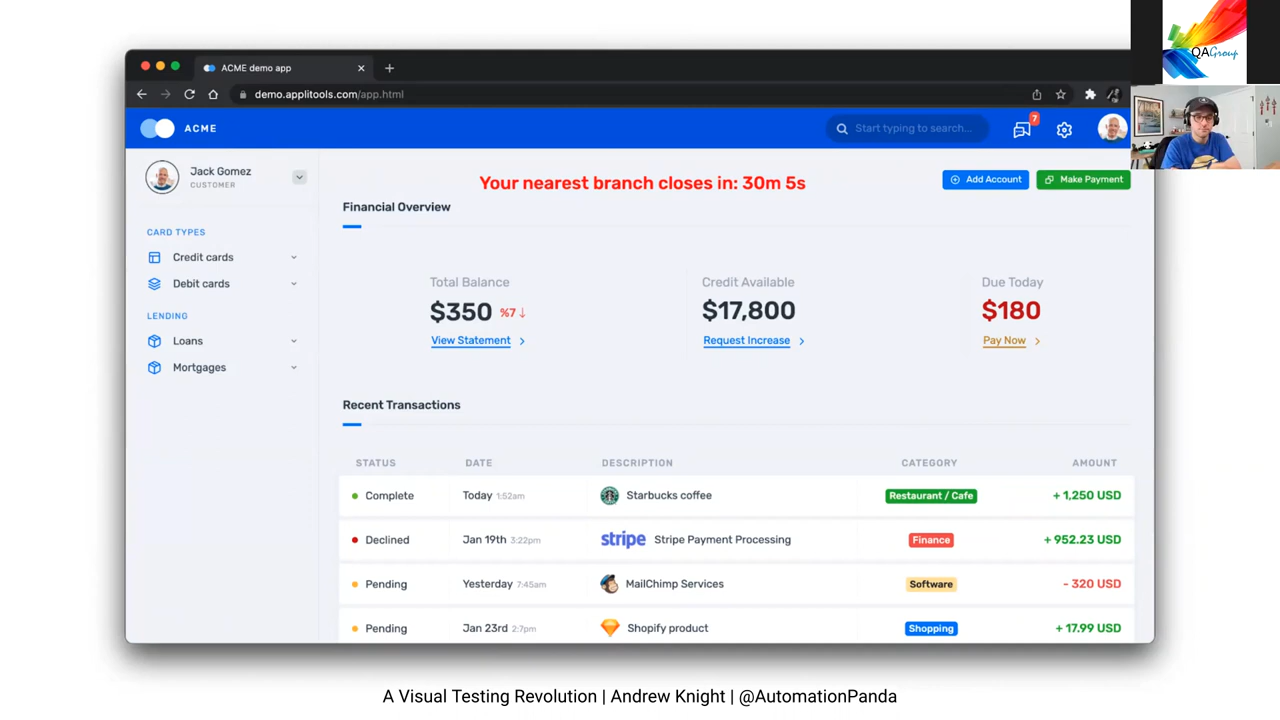 QAGroup
ACME demo app
demo.applitools.com/app.html
ACME
Start typing to search...
7
Jack Gomez
CUSTOMER
Your nearest branch closes in: 30m 5s
Add Account
Make Payment
Financial Overview
CARD TYPES
Credit cards
Debit cards
LENDING
Loans
Mortgages
Total Balance
$350 %7↓
View Statement
Credit Available
$17,800
Request Increase
Due Today
$180
Pay Now
Recent Transactions
STATUS DATE DESCRIPTION CATEGORY AMOUNT
Complete Today 1:52am Starbucks coffee Restaurant / Cafe + 1,250 USD
Declined Jan 19th 3:22pm stripe Stripe Payment Processing Finance + 952.23 USD
Pending Yesterday 7:45am MailChimp Services Software - 320 USD
Pending Jan 23rd 2:7pm Shopify product Shopping + 17.99 USD
A Visual Testing Revolution | Andrew Knight | @AutomationPanda